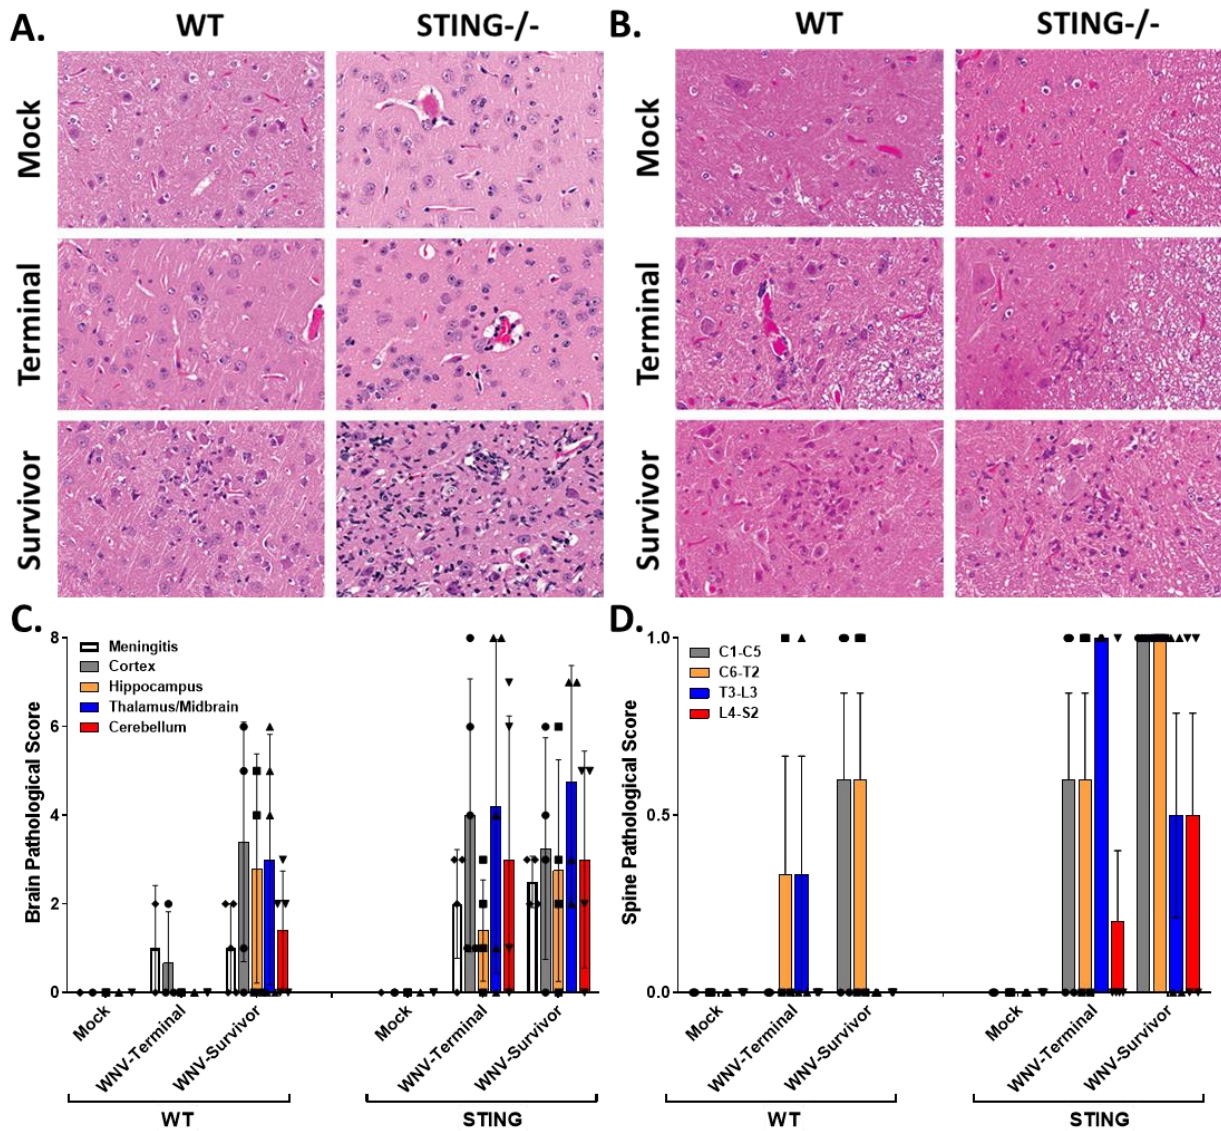 A.
WT
STING-/-
B.
WT
STING-/-
Mock
Terminal
Survivor
Mock
Terminal
Survivor
C.
8
6
4
2
0
Brain Pathological Score
Meningitis
Cortex
Hippocampus
Thalamus/Midbrain
Cerebellum
Mock
WNV-Terminal
WNV-Survivor
Mock
WNV-Terminal
WNV-Survivor
WT
STING
D.
1.0
0.5
0.0
Spine Pathological Score
C1-C5
C6-T2
T3-L3
L4-S2
Mock
WNV-Terminal
WNV-Survivor
Mock
WNV-Terminal
WNV-Survivor
WT
STING